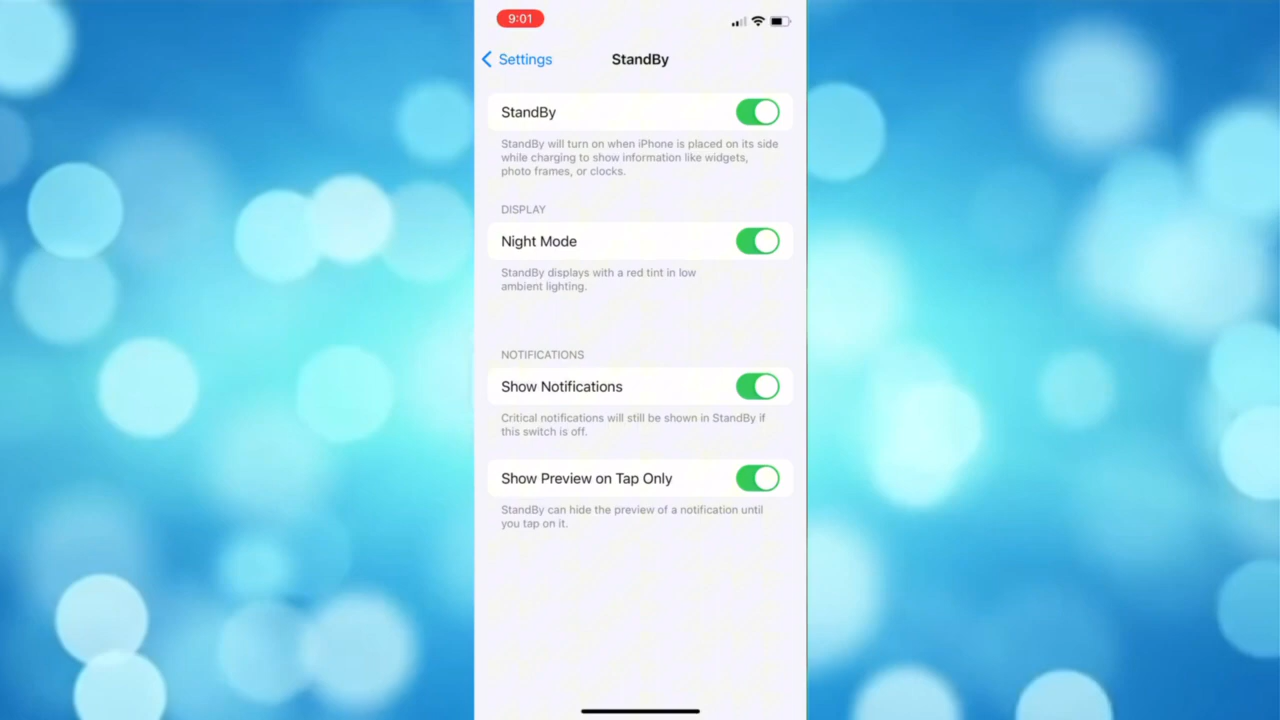 9:01
Settings
StandBy
StandBy
StandBy will turn on when iPhone is placed on its side
while charging to show information like widgets,
photo frames, or clocks.
DISPLAY
Night Mode
StandBy displays with a red tint in low
ambient lighting.
NOTIFICATIONS
Show Notifications
Critical notifications will still be shown in StandBy if
this switch is off.
Show Preview on Tap Only
StandBy can hide the preview of a notification until
you tap on it.